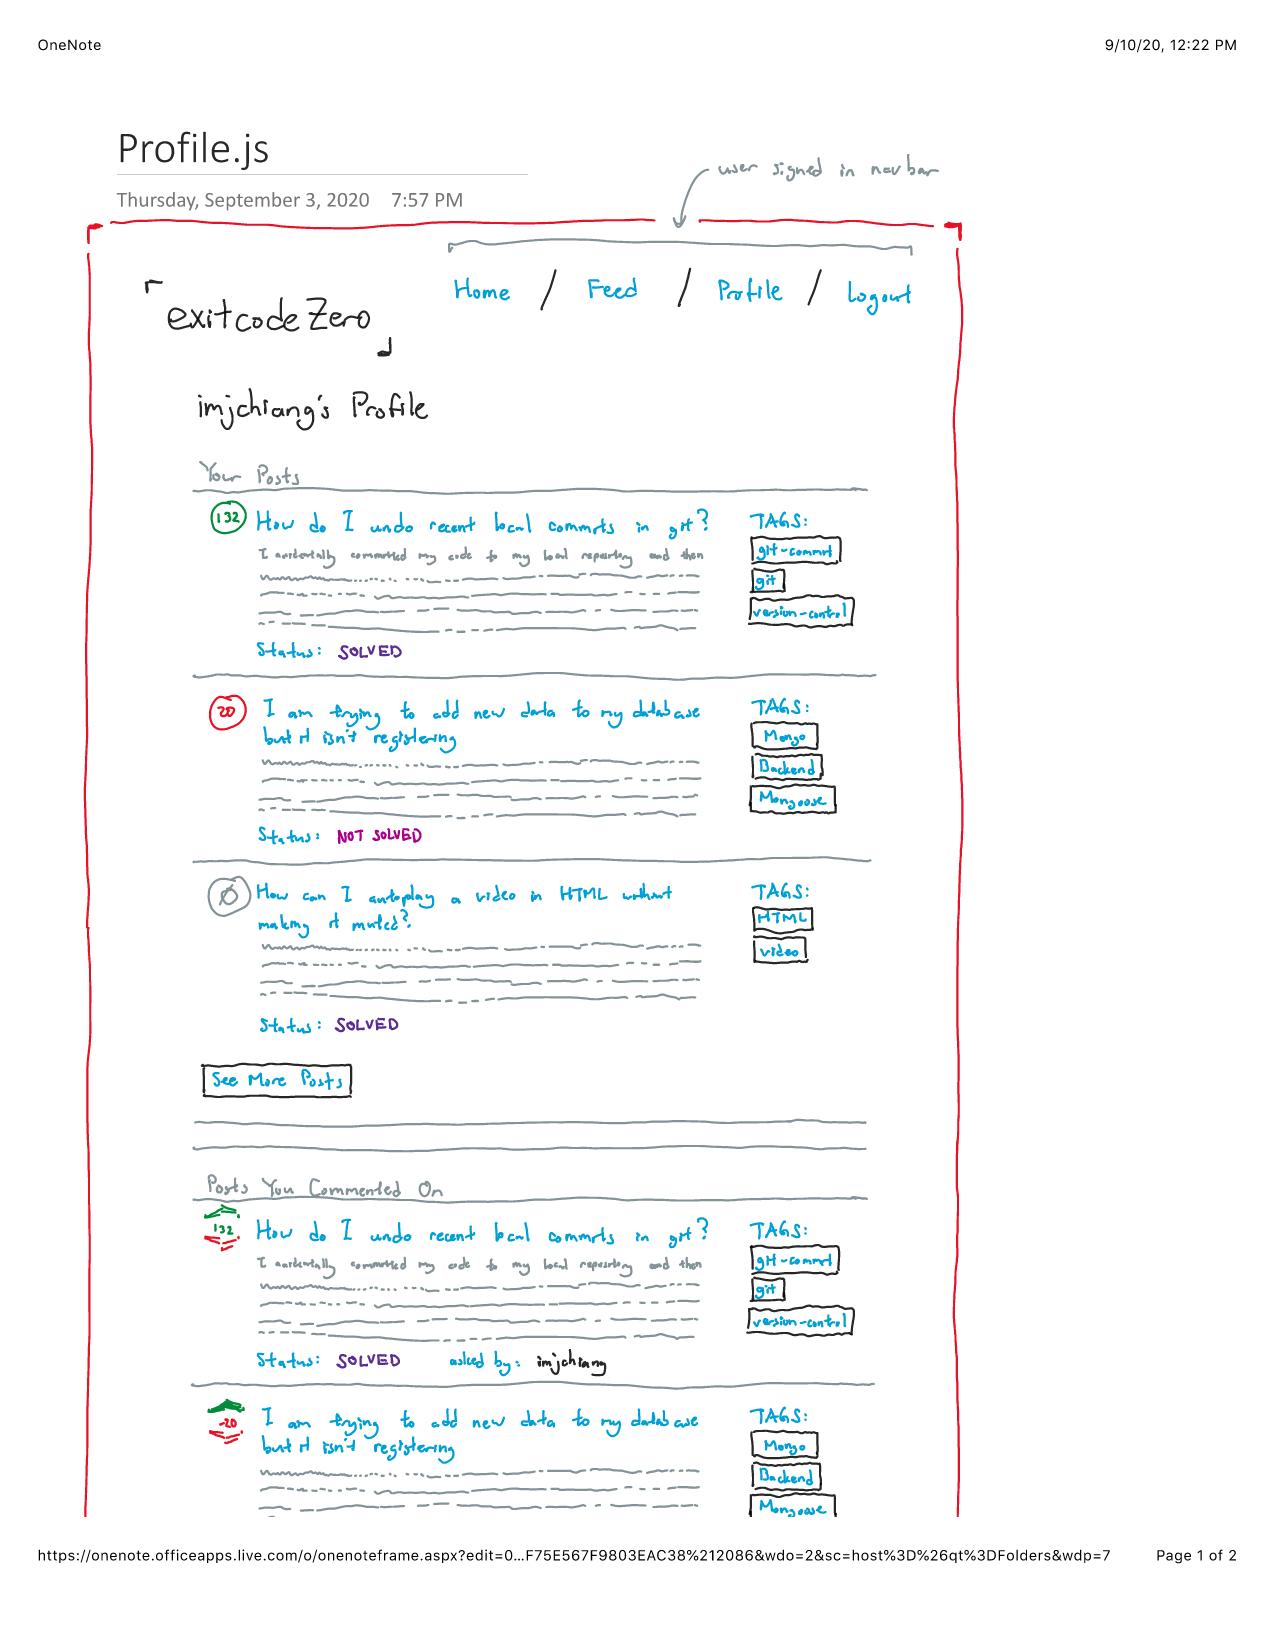 OneNote 9/10/20, 12:22 PM
Profile.js
user signed in navbar
Thursday, September 3, 2020 7:57 PM
Home / Feed / Profile / Logout
「exitcodeZero」
imjchiang's Profile
Your Posts
132 How do I undo recent local commits in git? TAGS:
I accidentally committed my code to my local repository and then git-commit
git
version-control
Status: SOLVED
20 I am trying to add new data to my database TAGS:
but it isn't registering Mongo
Backend
Mongoose
Status: NOT SOLVED
0 How can I autoplay a video in HTML without TAGS:
making it muted? HTML
video
Status: SOLVED
See More Posts
Posts You Commented On
132 How do I undo recent local commits in git? TAGS:
I accidentally committed my code to my local repository and then git-commit
git
version-control
Status: SOLVED asked by: imjchiang
-20 I am trying to add new data to my database TAGS:
but it isn't registering Mongo
Backend
Mongoose
https://onenote.officeapps.live.com/o/onenoteframe.aspx?edit=0...F75E567F9803EAC38%212086&wdo=2&sc=host%3D%26qt%3DFolders&wdp=7 Page 1 of 2